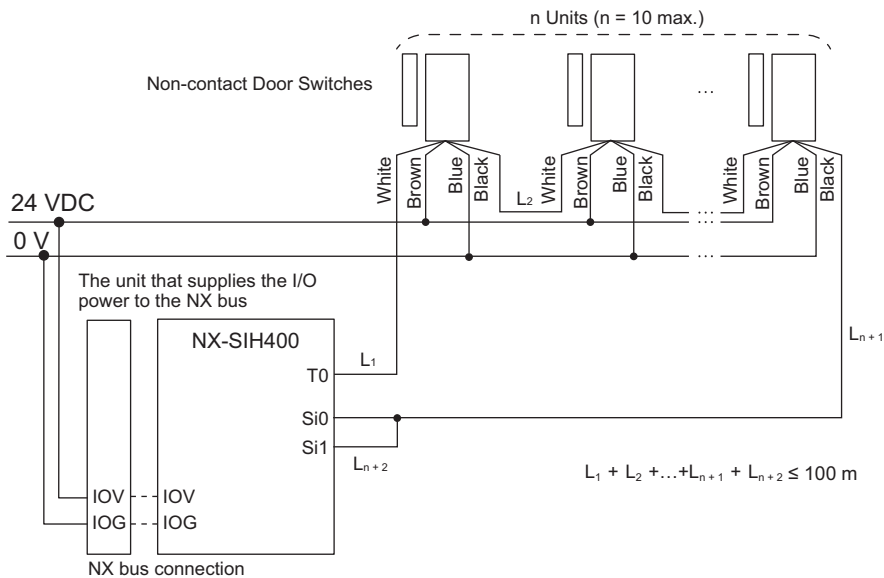 n Units (n = 10 max.)
Non-contact Door Switches
...
White
Brown
Blue
Black
L2
White
Brown
Blue
Black
White
Brown
Blue
Black
24 VDC
...
0 V
...
The unit that supplies the I/O
power to the NX bus
NX-SIH400
L1
T0
Ln + 1
Si0
Si1
Ln + 2
L1 + L2 +…+Ln + 1 + Ln + 2 ≤ 100 m
IOV
IOV
IOG
IOG
NX bus connection